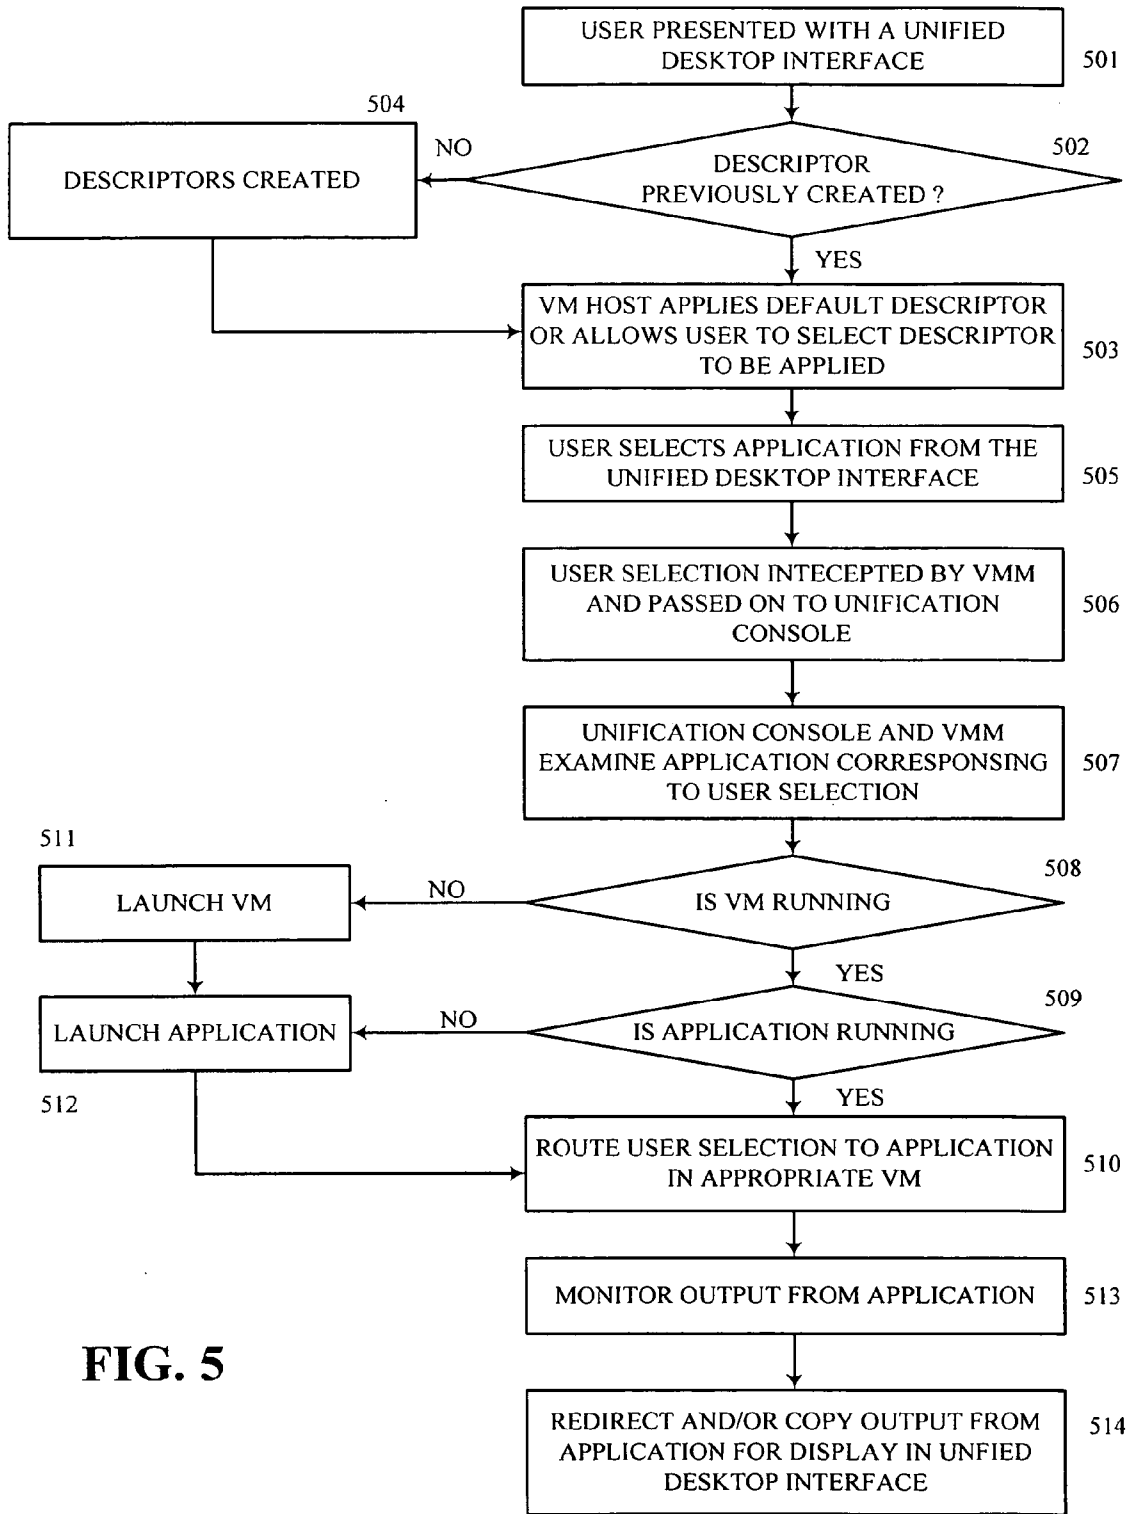 USER PRESENTED WITH A UNIFIED
DESKTOP INTERFACE
501
504
DESCRIPTORS CREATED
NO
502
DESCRIPTOR
PREVIOUSLY CREATED ?
YES
VM HOST APPLIES DEFAULT DESCRIPTOR
OR ALLOWS USER TO SELECT DESCRIPTOR
TO BE APPLIED
503
USER SELECTS APPLICATION FROM THE
UNIFIED DESKTOP INTERFACE
505
USER SELECTION INTECEPTED BY VMM
AND PASSED ON TO UNIFICATION
CONSOLE
506
UNIFICATION CONSOLE AND VMM
EXAMINE APPLICATION CORRESPONSING
TO USER SELECTION
507
511
LAUNCH VM
NO
508
IS VM RUNNING
YES
509
LAUNCH APPLICATION
NO
IS APPLICATION RUNNING
512
YES
ROUTE USER SELECTION TO APPLICATION
IN APPROPRIATE VM
510
MONITOR OUTPUT FROM APPLICATION
513
FIG. 5
REDIRECT AND/OR COPY OUTPUT FROM
APPLICATION FOR DISPLAY IN UNFIED
DESKTOP INTERFACE
514